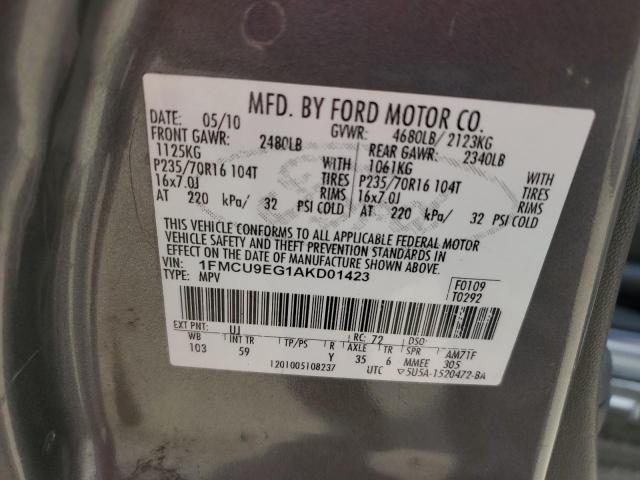 MFD. BY FORD MOTOR CO.
DATE: 05/10 GVWR: 4680LB/ 2123KG
FRONT GAWR: 2480LB REAR GAWR: 2340LB
1125KG WITH 1061KG WITH
P235/70R16 104T TIRES P235/70R16 104T TIRES
16x7.0J RIMS 16x7.0J RIMS
AT 220 kPa/ 32 PSI COLD AT 220 kPa/ 32 PSI COLD
THIS VEHICLE CONFORMS TO ALL APPLICABLE FEDERAL MOTOR
VEHICLE SAFETY AND THEFT PREVENTION STANDARDS IN
EFFECT ON THE DATE OF MANUFACTURE SHOWN ABOVE.
VIN: 1FMCU9EG1AKD01423
TYPE: MPV
F0109
T0292
EXT PNT: UJ RC: 72 DSO:
WB INT TR TP/PS R AXLE TR SPR AM71F
103 59 Y 35 6 MMEE 305
1201005108237 UTC 5U5A-1520472-BA